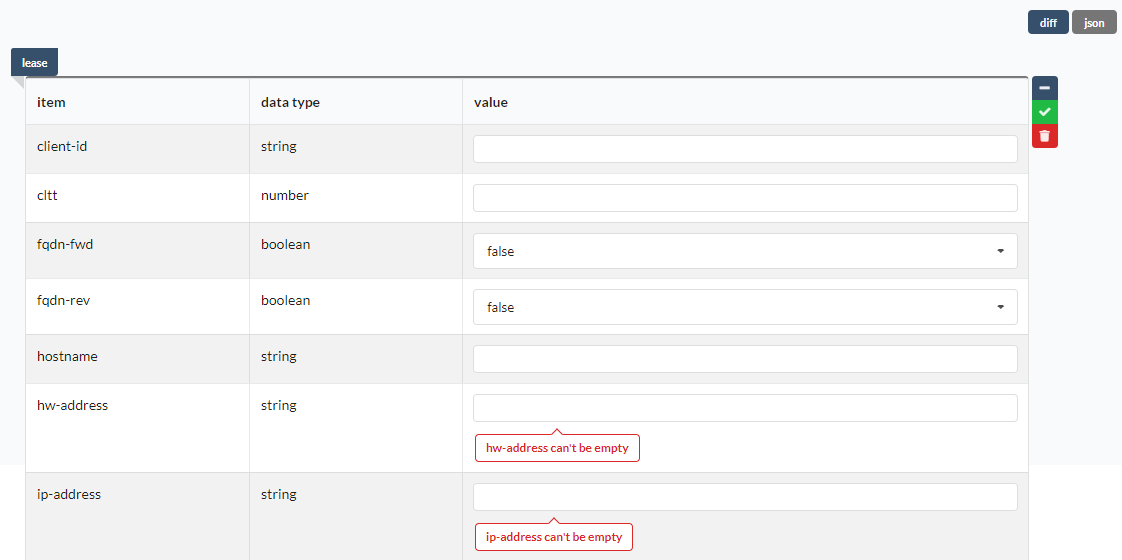 diff json
lease
item data type value
client-id string
cltt number
fqdn-fwd boolean false
fqdn-rev boolean false
hostname string
hw-address string
hw-address can't be empty
ip-address string
ip-address can't be empty